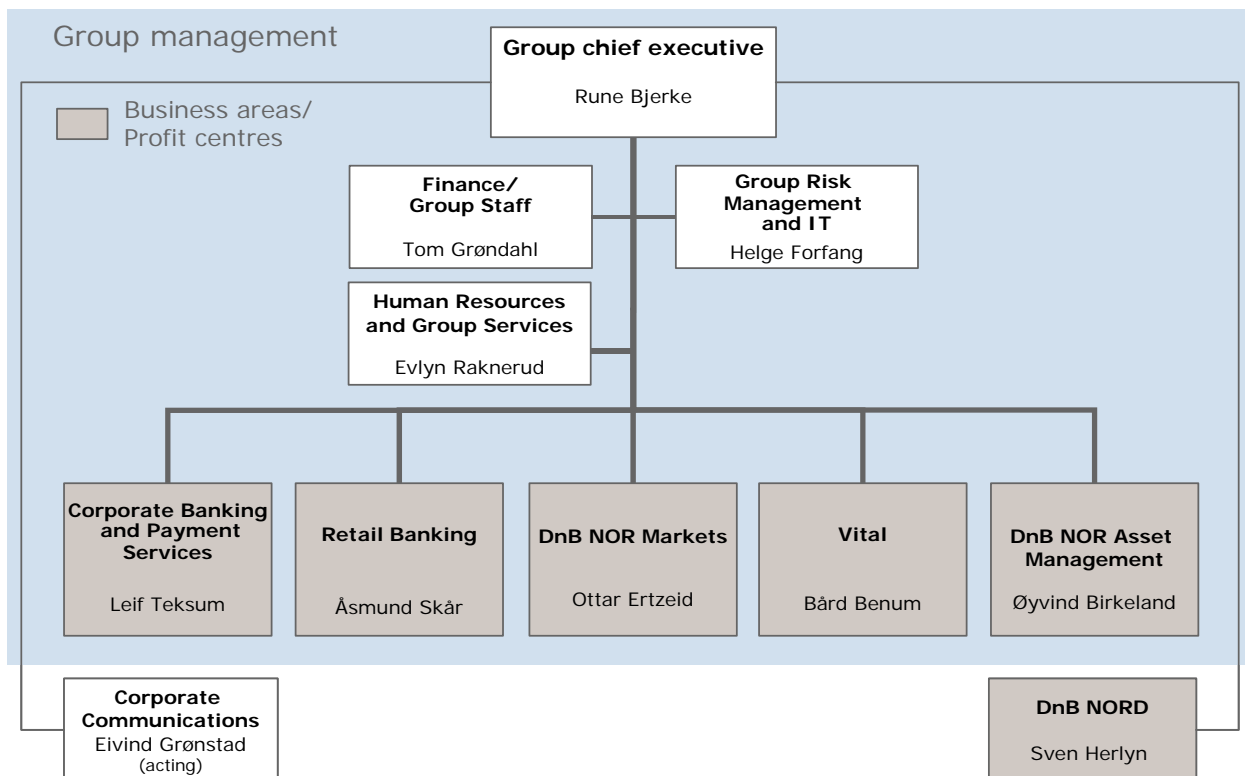 Group management
Group chief executive
Rune Bjerke
Business areas/
Profit centres
Finance/
Group Staff
Tom Grøndahl
Group Risk
Management
and IT
Helge Forfang
Human Resources
and Group Services
Evlyn Raknerud
Corporate Banking
and Payment
Services
Leif Teksum
Retail Banking
Åsmund Skår
DnB NOR Markets
Ottar Ertzeid
Vital
Bård Benum
DnB NOR Asset
Management
Øyvind Birkeland
Corporate
Communications
Eivind Grønstad
(acting)
DnB NORD
Sven Herlyn